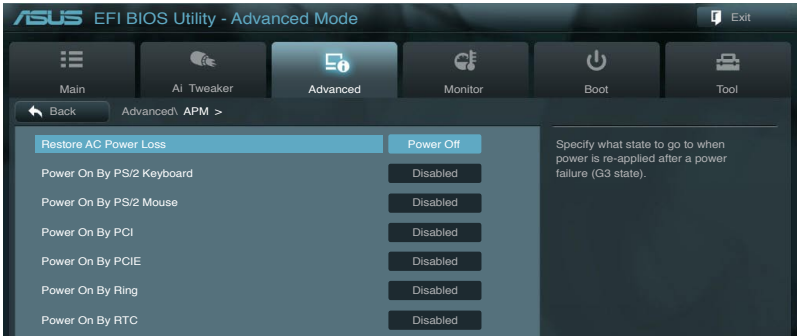 ASUS EFI BIOS Utility - Advanced Mode
Exit
Main
Ai Tweaker
Advanced
Monitor
Boot
Tool
Back
Advanced\ APM >
Restore AC Power Loss
Power Off
Power On By PS/2 Keyboard
Disabled
Power On By PS/2 Mouse
Disabled
Power On By PCI
Disabled
Power On By PCIE
Disabled
Power On By Ring
Disabled
Power On By RTC
Disabled
Specify what state to go to when
power is re-applied after a power
failure (G3 state).